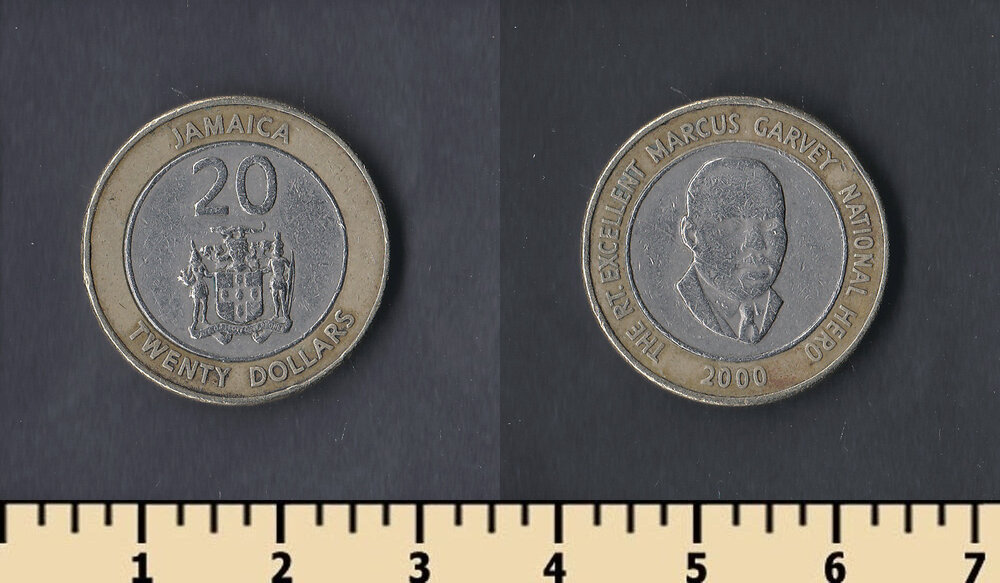 JAMAICA
20
TWENTY DOLLARS
THE RT. EXCELLENT MARCUS GARVEY NATIONAL HERO
2000
1 2 3 4 5 6 7